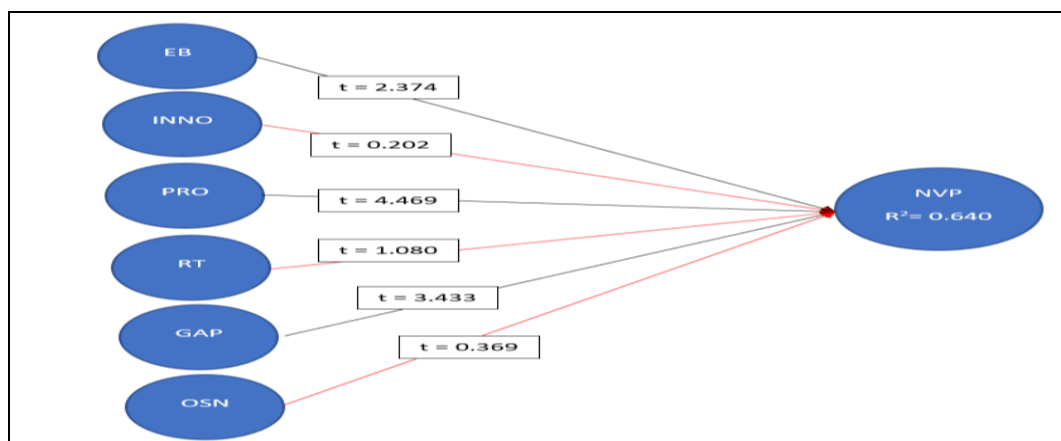 EB
t = 2.374
INNO
t = 0.202
PRO
t = 4.469
NVP
R²= 0.640
RT
t = 1.080
GAP
t = 3.433
OSN
t = 0.369